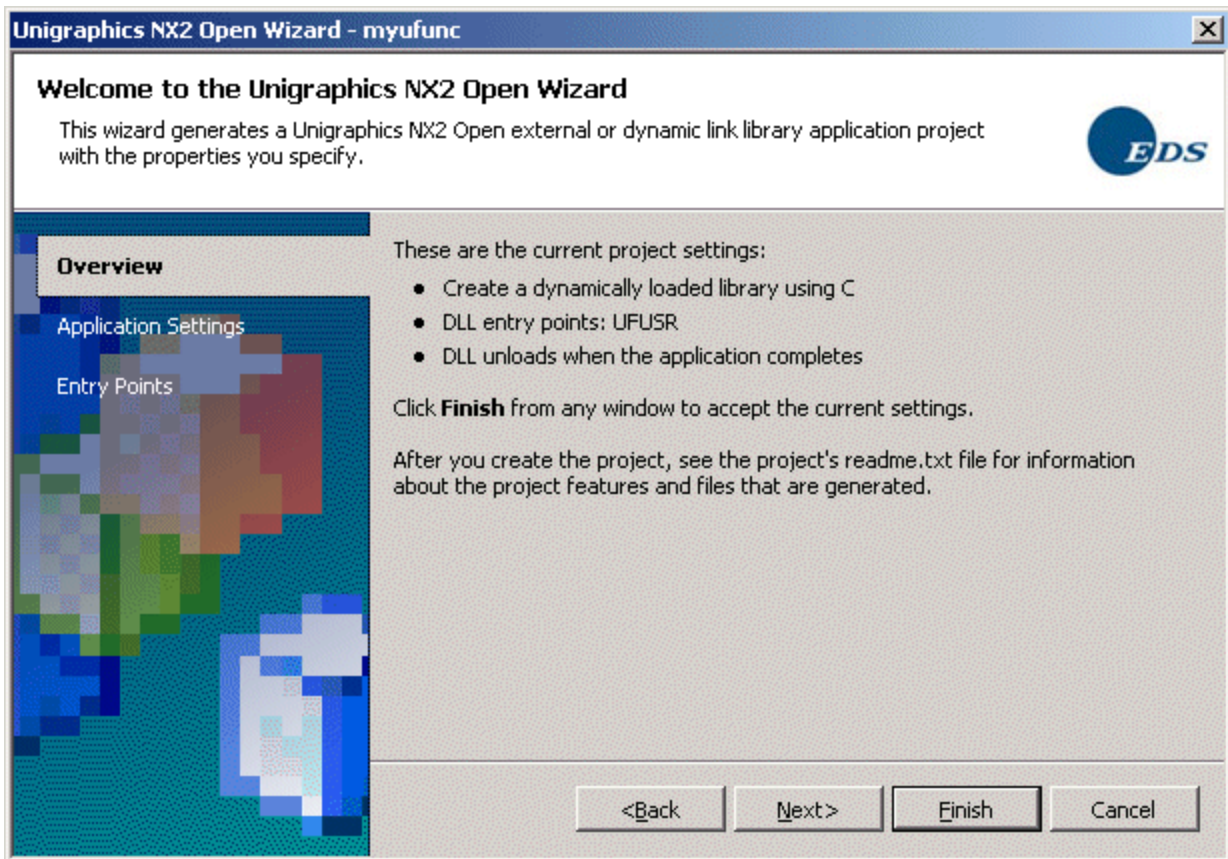 Unigraphics NX2 Open Wizard - myufunc
Welcome to the Unigraphics NX2 Open Wizard
This wizard generates a Unigraphics NX2 Open external or dynamic link library application project
with the properties you specify.
EDS
Overview
Application Settings
Entry Points
These are the current project settings:
• Create a dynamically loaded library using C
• DLL entry points: UFUSR
• DLL unloads when the application completes
Click Finish from any window to accept the current settings.
After you create the project, see the project's readme.txt file for information
about the project features and files that are generated.
<Back Next> Finish Cancel